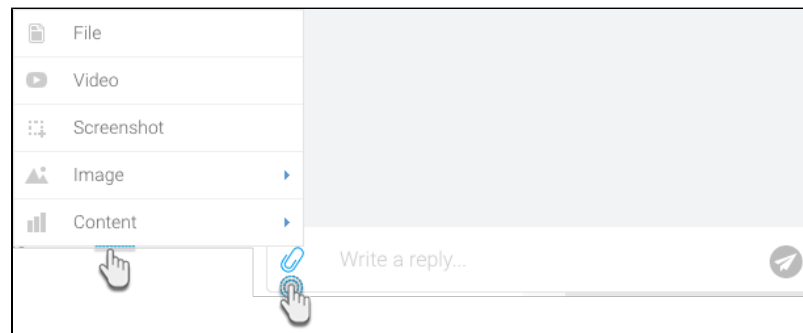 File
Video
Screenshot
Image
Content
Write a reply...